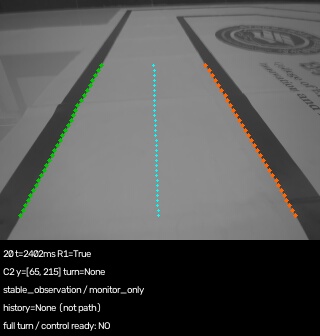 20 t=2402ms R1=True
C2 y=[65, 215] turn=None
stable_observation / monitor_only
history=None (not path)
full turn / control ready: NO